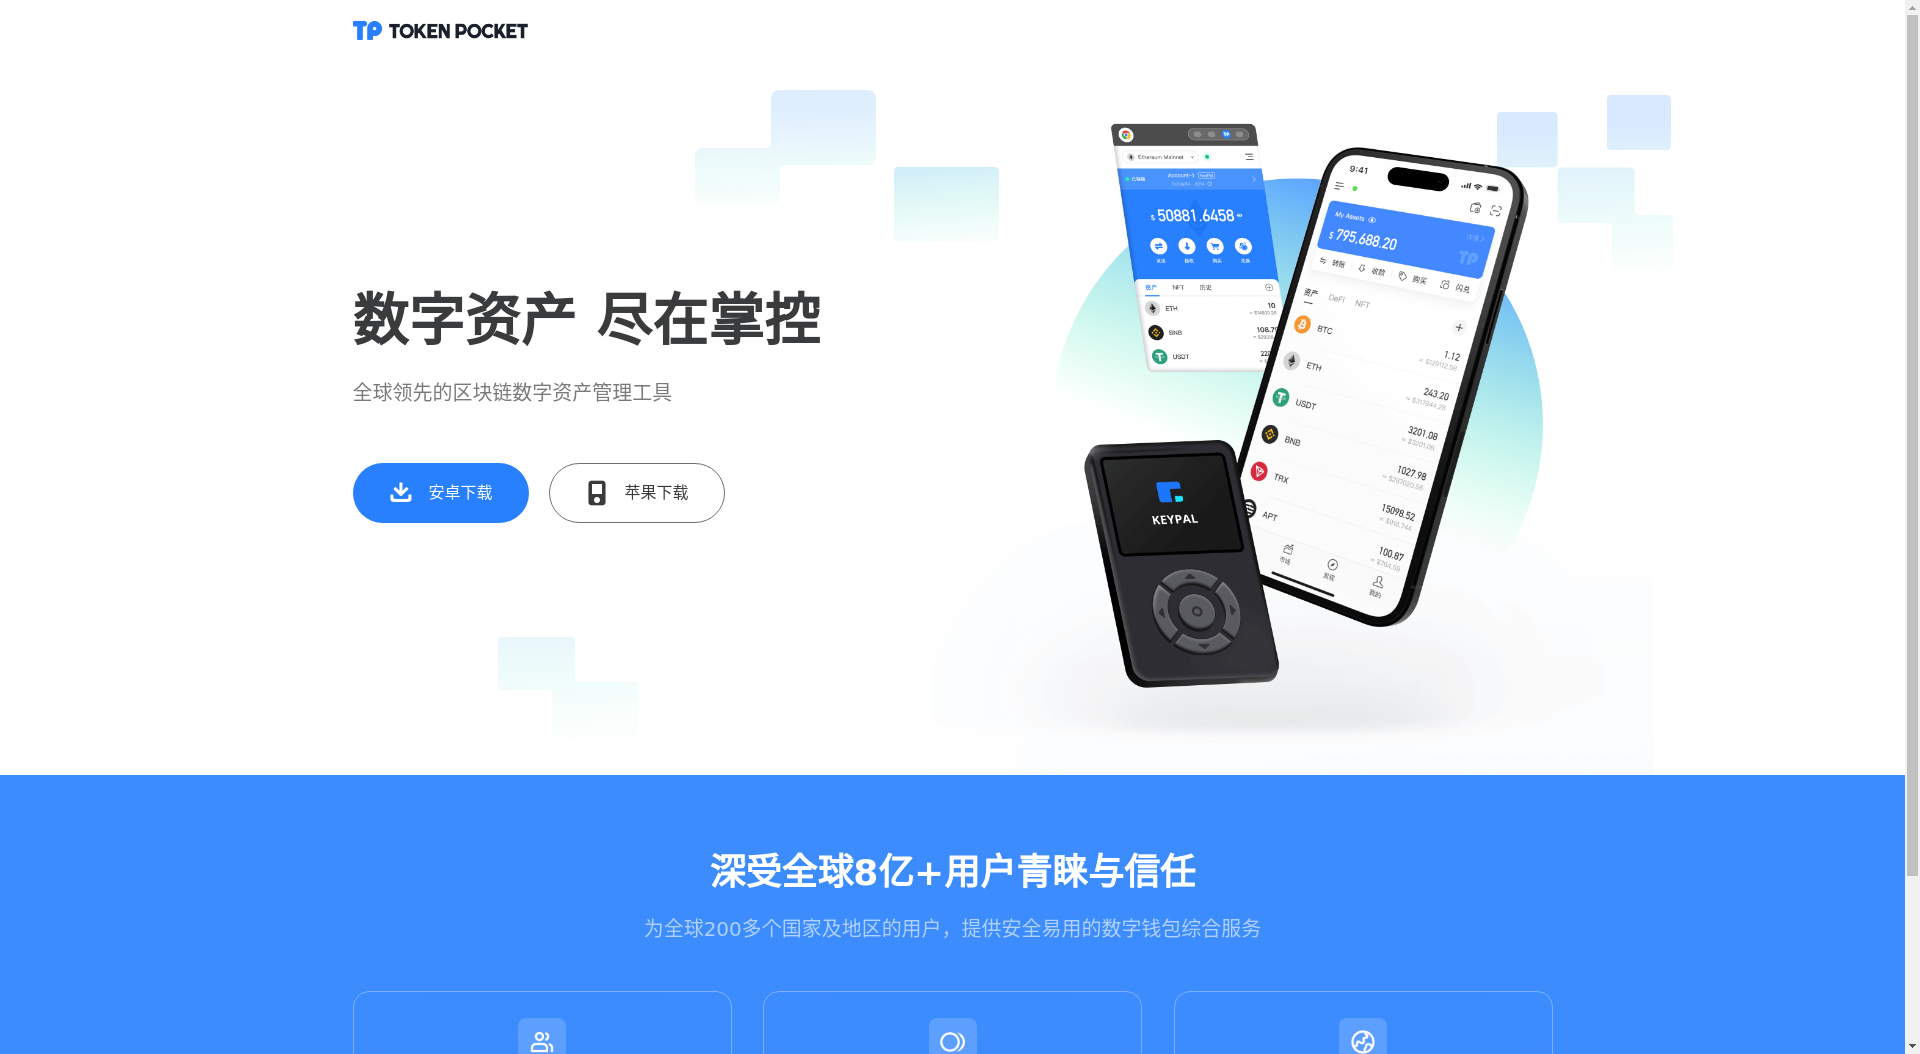 TP TOKEN POCKET
数字资产 尽在掌控
全球领先的区块链数字资产管理工具
安卓下载
苹果下载
Ethereum Mainnet
Account-1
$ 50881.6458
资产 NFT 历史
ETH 1.0
BNB 108.7
USDT
9:41
My Assets
$ 795,688.20
TP
转账 收款 购买 闪兑
资产 DeFi NFT
BTC 1.12
ETH 243.20
USDT 3201.08
BNB 1027.98
TRX 15098.52
APT 100.87
市场 发现 我的
KEYPAL
深受全球8亿+用户青睐与信任
为全球200多个国家及地区的用户，提供安全易用的数字钱包综合服务